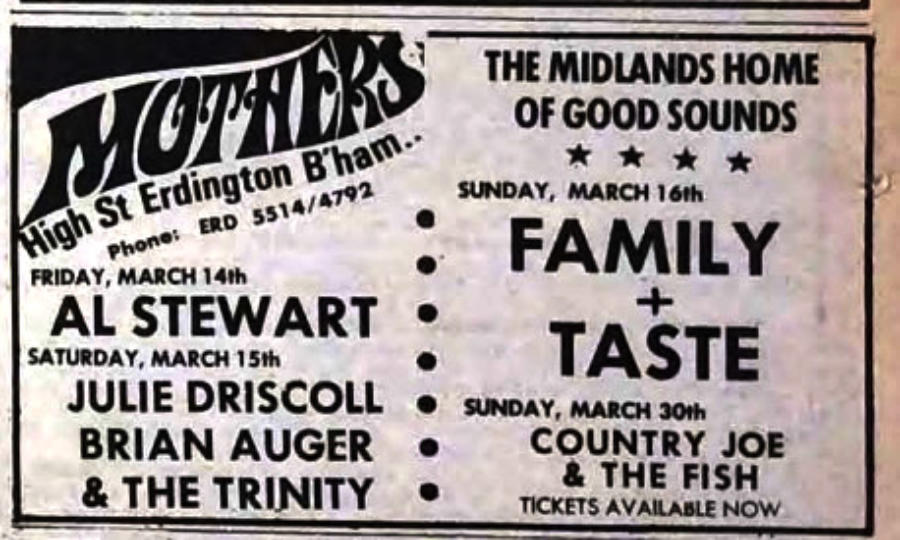 MOTHERS
High St Erdington B'ham..
Phone: ERD 5514/4792
FRIDAY, MARCH 14th
AL STEWART
SATURDAY, MARCH 15th
JULIE DRISCOLL
BRIAN AUGER
& THE TRINITY
THE MIDLANDS HOME
OF GOOD SOUNDS
★ ★ ★ ★
SUNDAY, MARCH 16th
FAMILY
+
TASTE
SUNDAY, MARCH 30th
COUNTRY JOE
& THE FISH
TICKETS AVAILABLE NOW